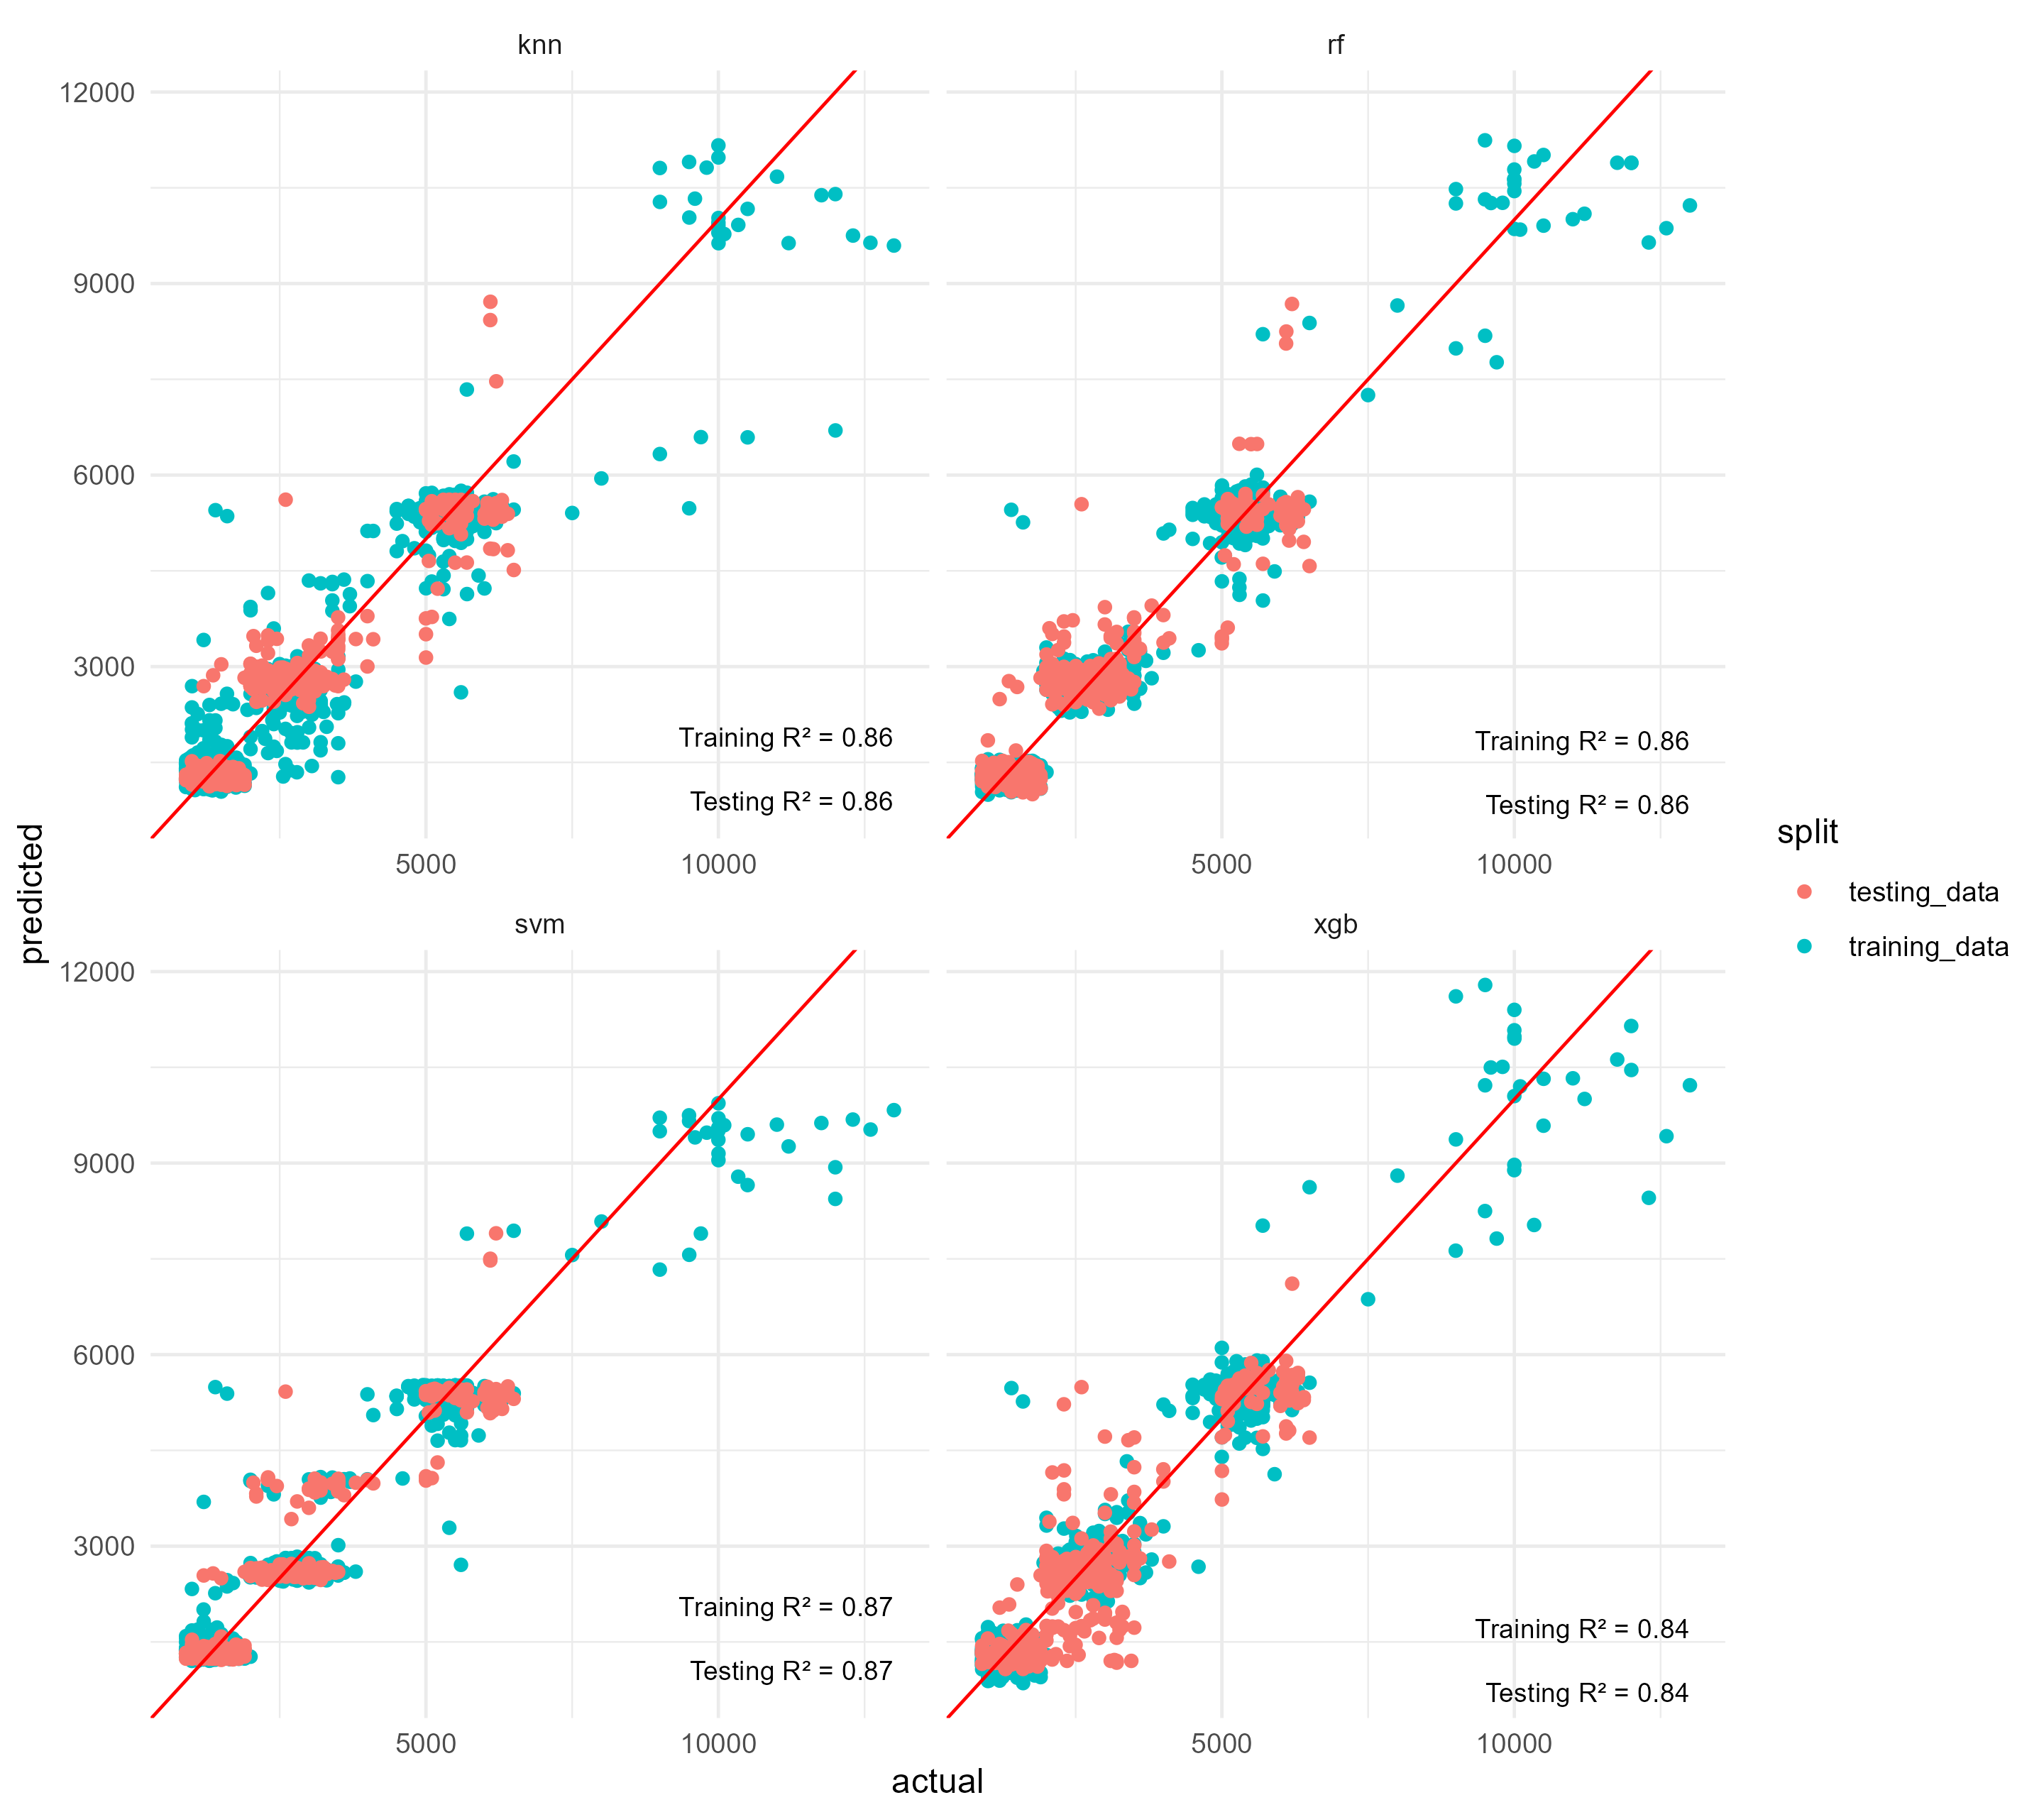 knn
rf
12000
9000
6000
3000
Training R² = 0.86
Testing R² = 0.86
Training R² = 0.86
Testing R² = 0.86
5000
10000
5000
10000
predicted
svm
xgb
12000
9000
6000
3000
Training R² = 0.87
Testing R² = 0.87
Training R² = 0.84
Testing R² = 0.84
5000
10000
5000
10000
actual
split
testing_data
training_data